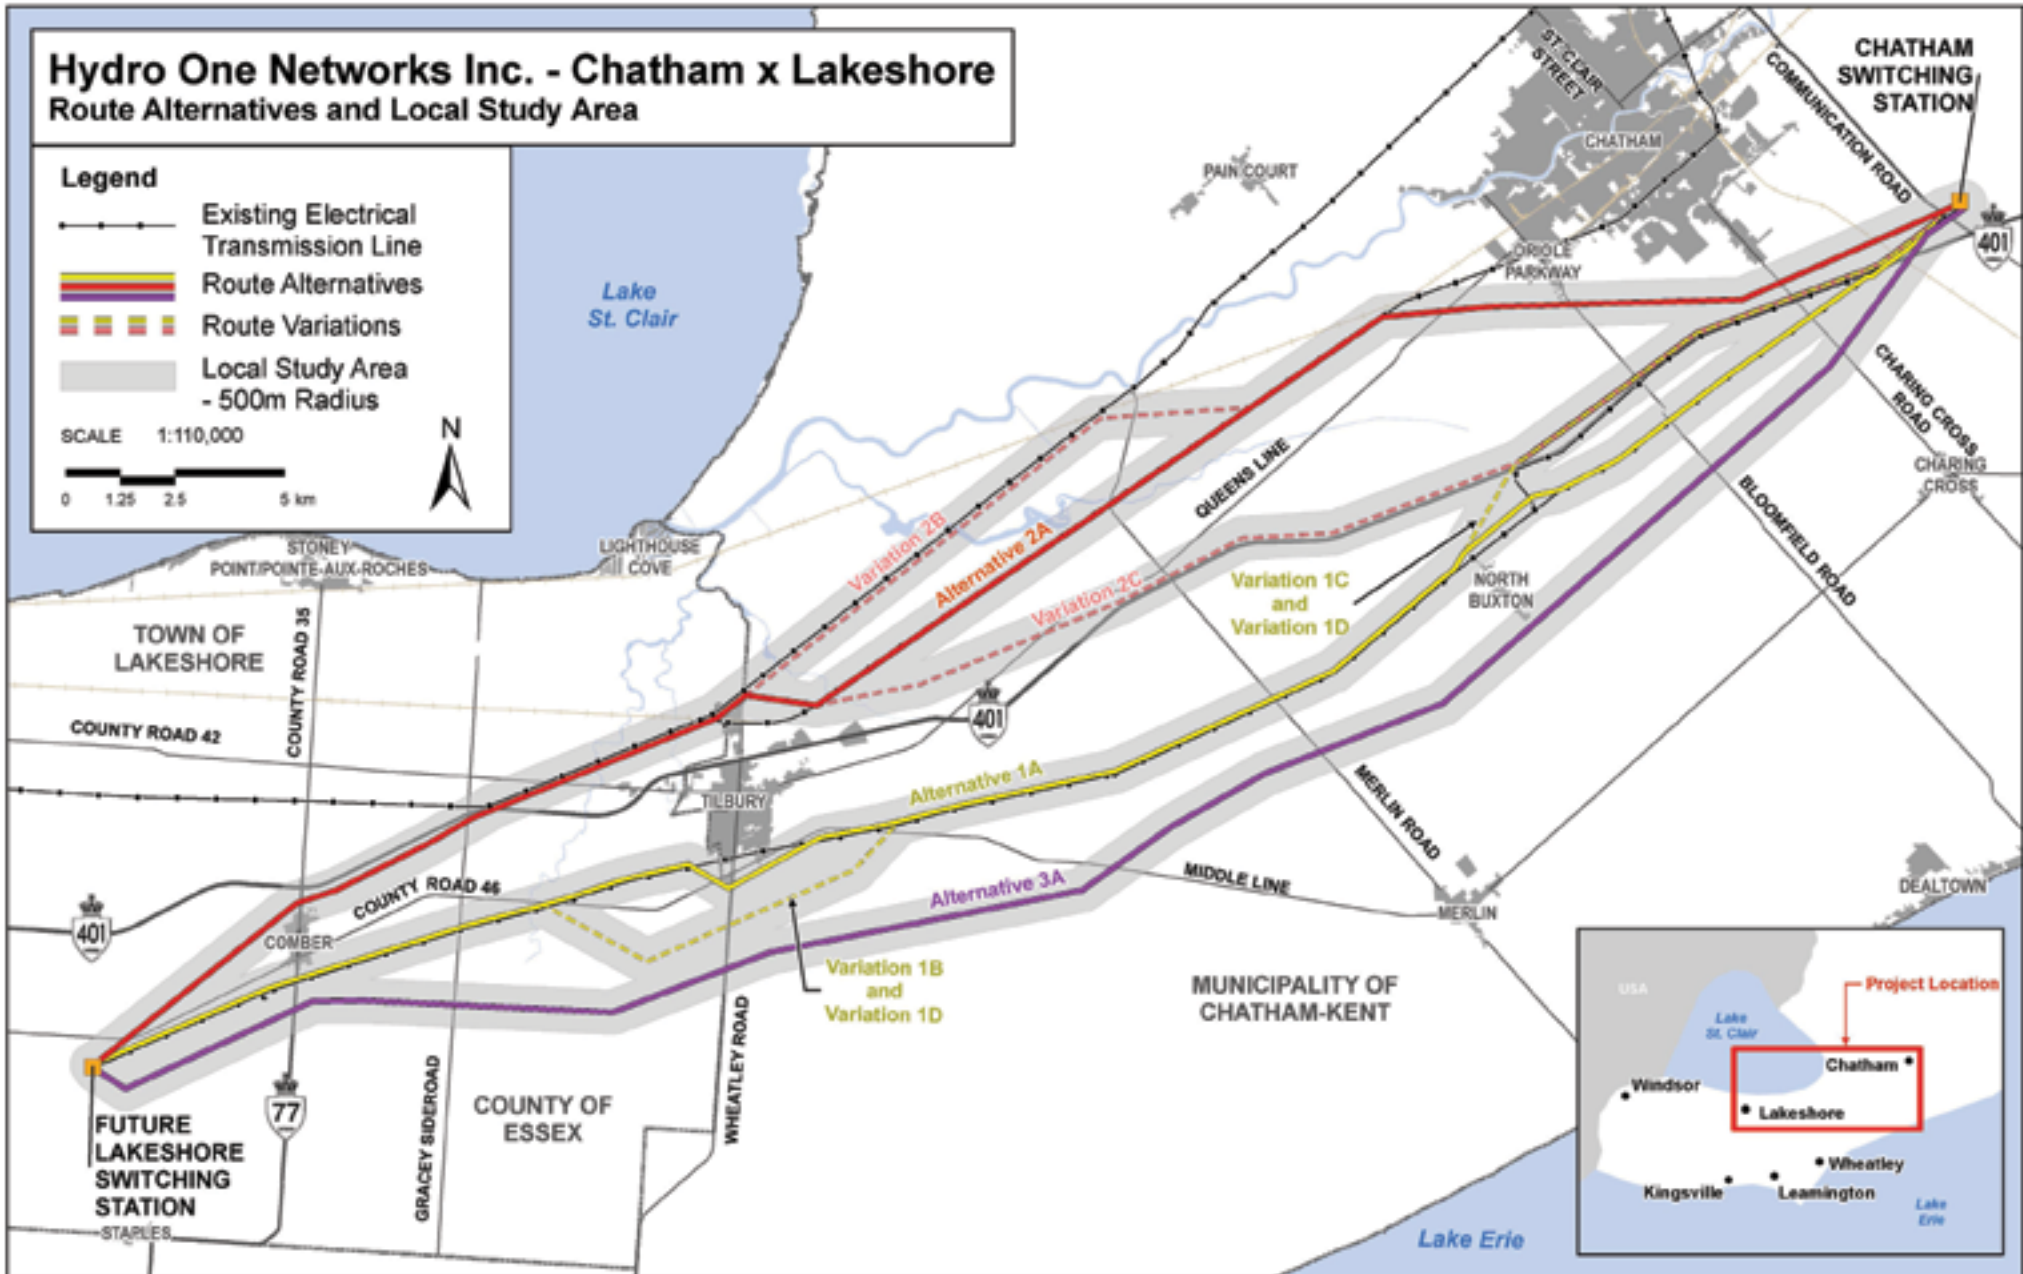 Hydro One Networks Inc. - Chatham x Lakeshore
Route Alternatives and Local Study Area
Legend
Existing Electrical
Transmission Line
Route Alternatives
Route Variations
Local Study Area
- 500m Radius
SCALE 1:110,000
0 1.25 2.5 5 km
N
Lake
St. Clair
PAIN COURT
ST. CLAIR
STREET
CHATHAM
COMMUNICATION ROAD
CHATHAM
SWITCHING
STATION
401
ORIOLE
PARKWAY
CHARING CROSS
ROAD
CHARING
CROSS
QUEENS LINE
BLOOMFIELD ROAD
STONEY
POINT/POINTE-AUX-ROCHES
LIGHTHOUSE
COVE
Variation 2B
Alternative 2A
Variation 2C
Variation 1C
and
Variation 1D
NORTH
BUXTON
TOWN OF
LAKESHORE
COUNTY ROAD 35
COUNTY ROAD 42
401
TILBURY
Alternative 1A
MERLIN ROAD
COUNTY ROAD 46
Alternative 3A
MIDDLE LINE
MERLIN
DEALTOWN
401
COMBER
Variation 1B
and
Variation 1D
MUNICIPALITY OF
CHATHAM-KENT
WHEATLEY ROAD
GRACEY SIDEROAD
77
COUNTY OF
ESSEX
FUTURE
LAKESHORE
SWITCHING
STATION
STAPLES
Lake Erie
USA
Project Location
Lake
St. Clair
Chatham
Windsor
Lakeshore
Wheatley
Kingsville
Leamington
Lake
Erie